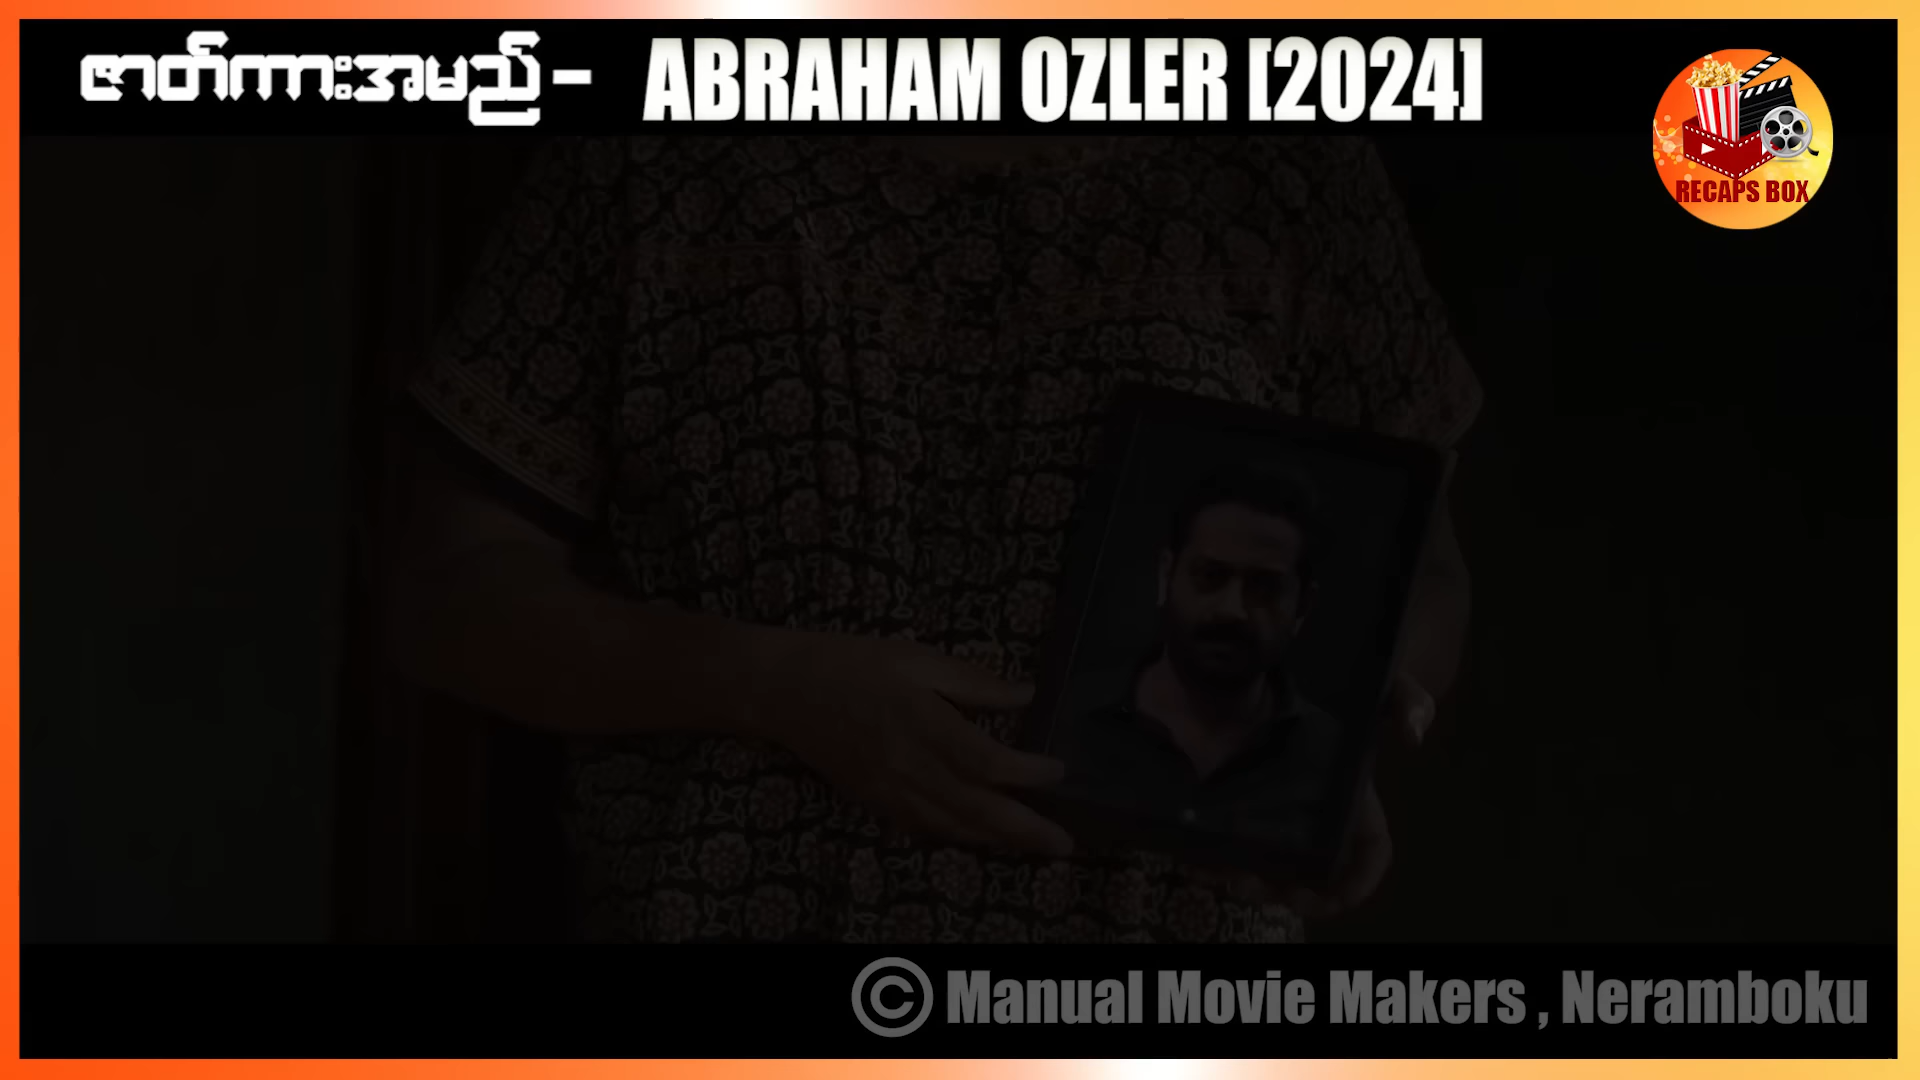 ဇာတ်ကားအမည် - ABRAHAM OZLER [2024]
RECAPS BOX
© Manual Movie Makers , Neramboku